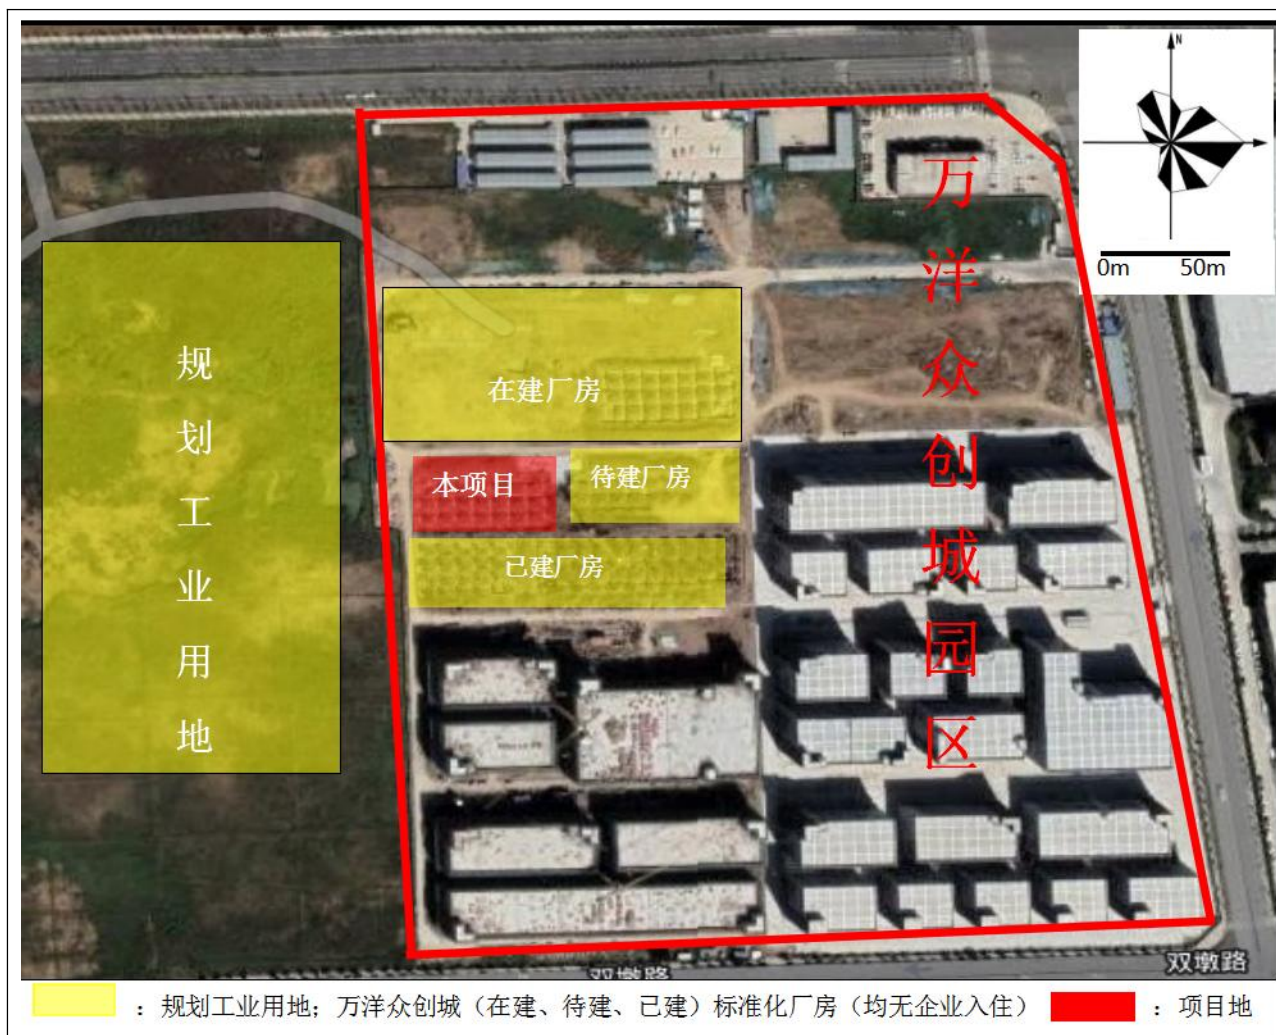 N
0m 50m
万洋众创城园区
规划工业用地
在建厂房
本项目
待建厂房
已建厂房
双墩路
双墩路
：规划工业用地；万洋众创城（在建、待建、已建）标准化厂房（均无企业入住）
：项目地